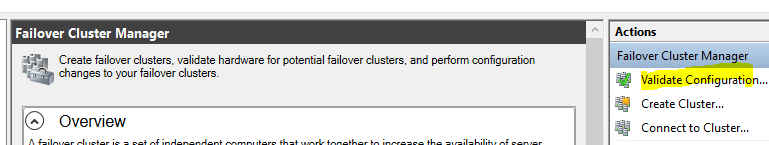 Failover Cluster Manager
Create failover clusters, validate hardware for potential failover clusters, and perform configuration
changes to your failover clusters.
Overview
A failover cluster is a set of independent computers that work together to increase the availability of server
Actions
Failover Cluster Manager
Validate Configuration...
Create Cluster...
Connect to Cluster...